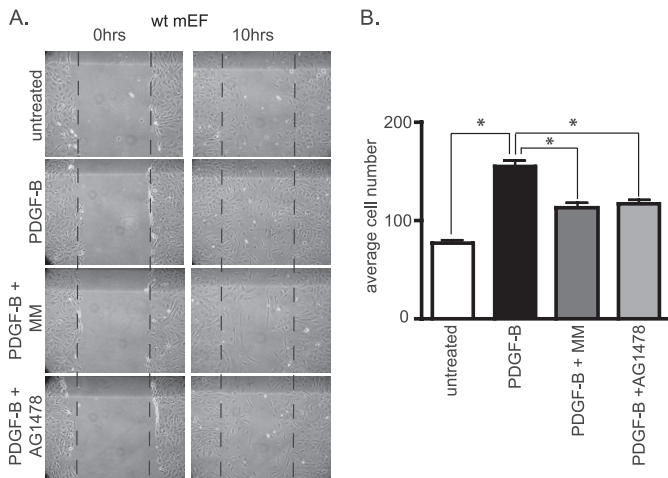 A.
wt mEF
0hrs
10hrs
untreated
PDGF-B
PDGF-B +
MM
PDGF-B +
AG1478
B.
average cell number
200
100
0
*
*
*
untreated
PDGF-B
PDGF-B + MM
PDGF-B +AG1478